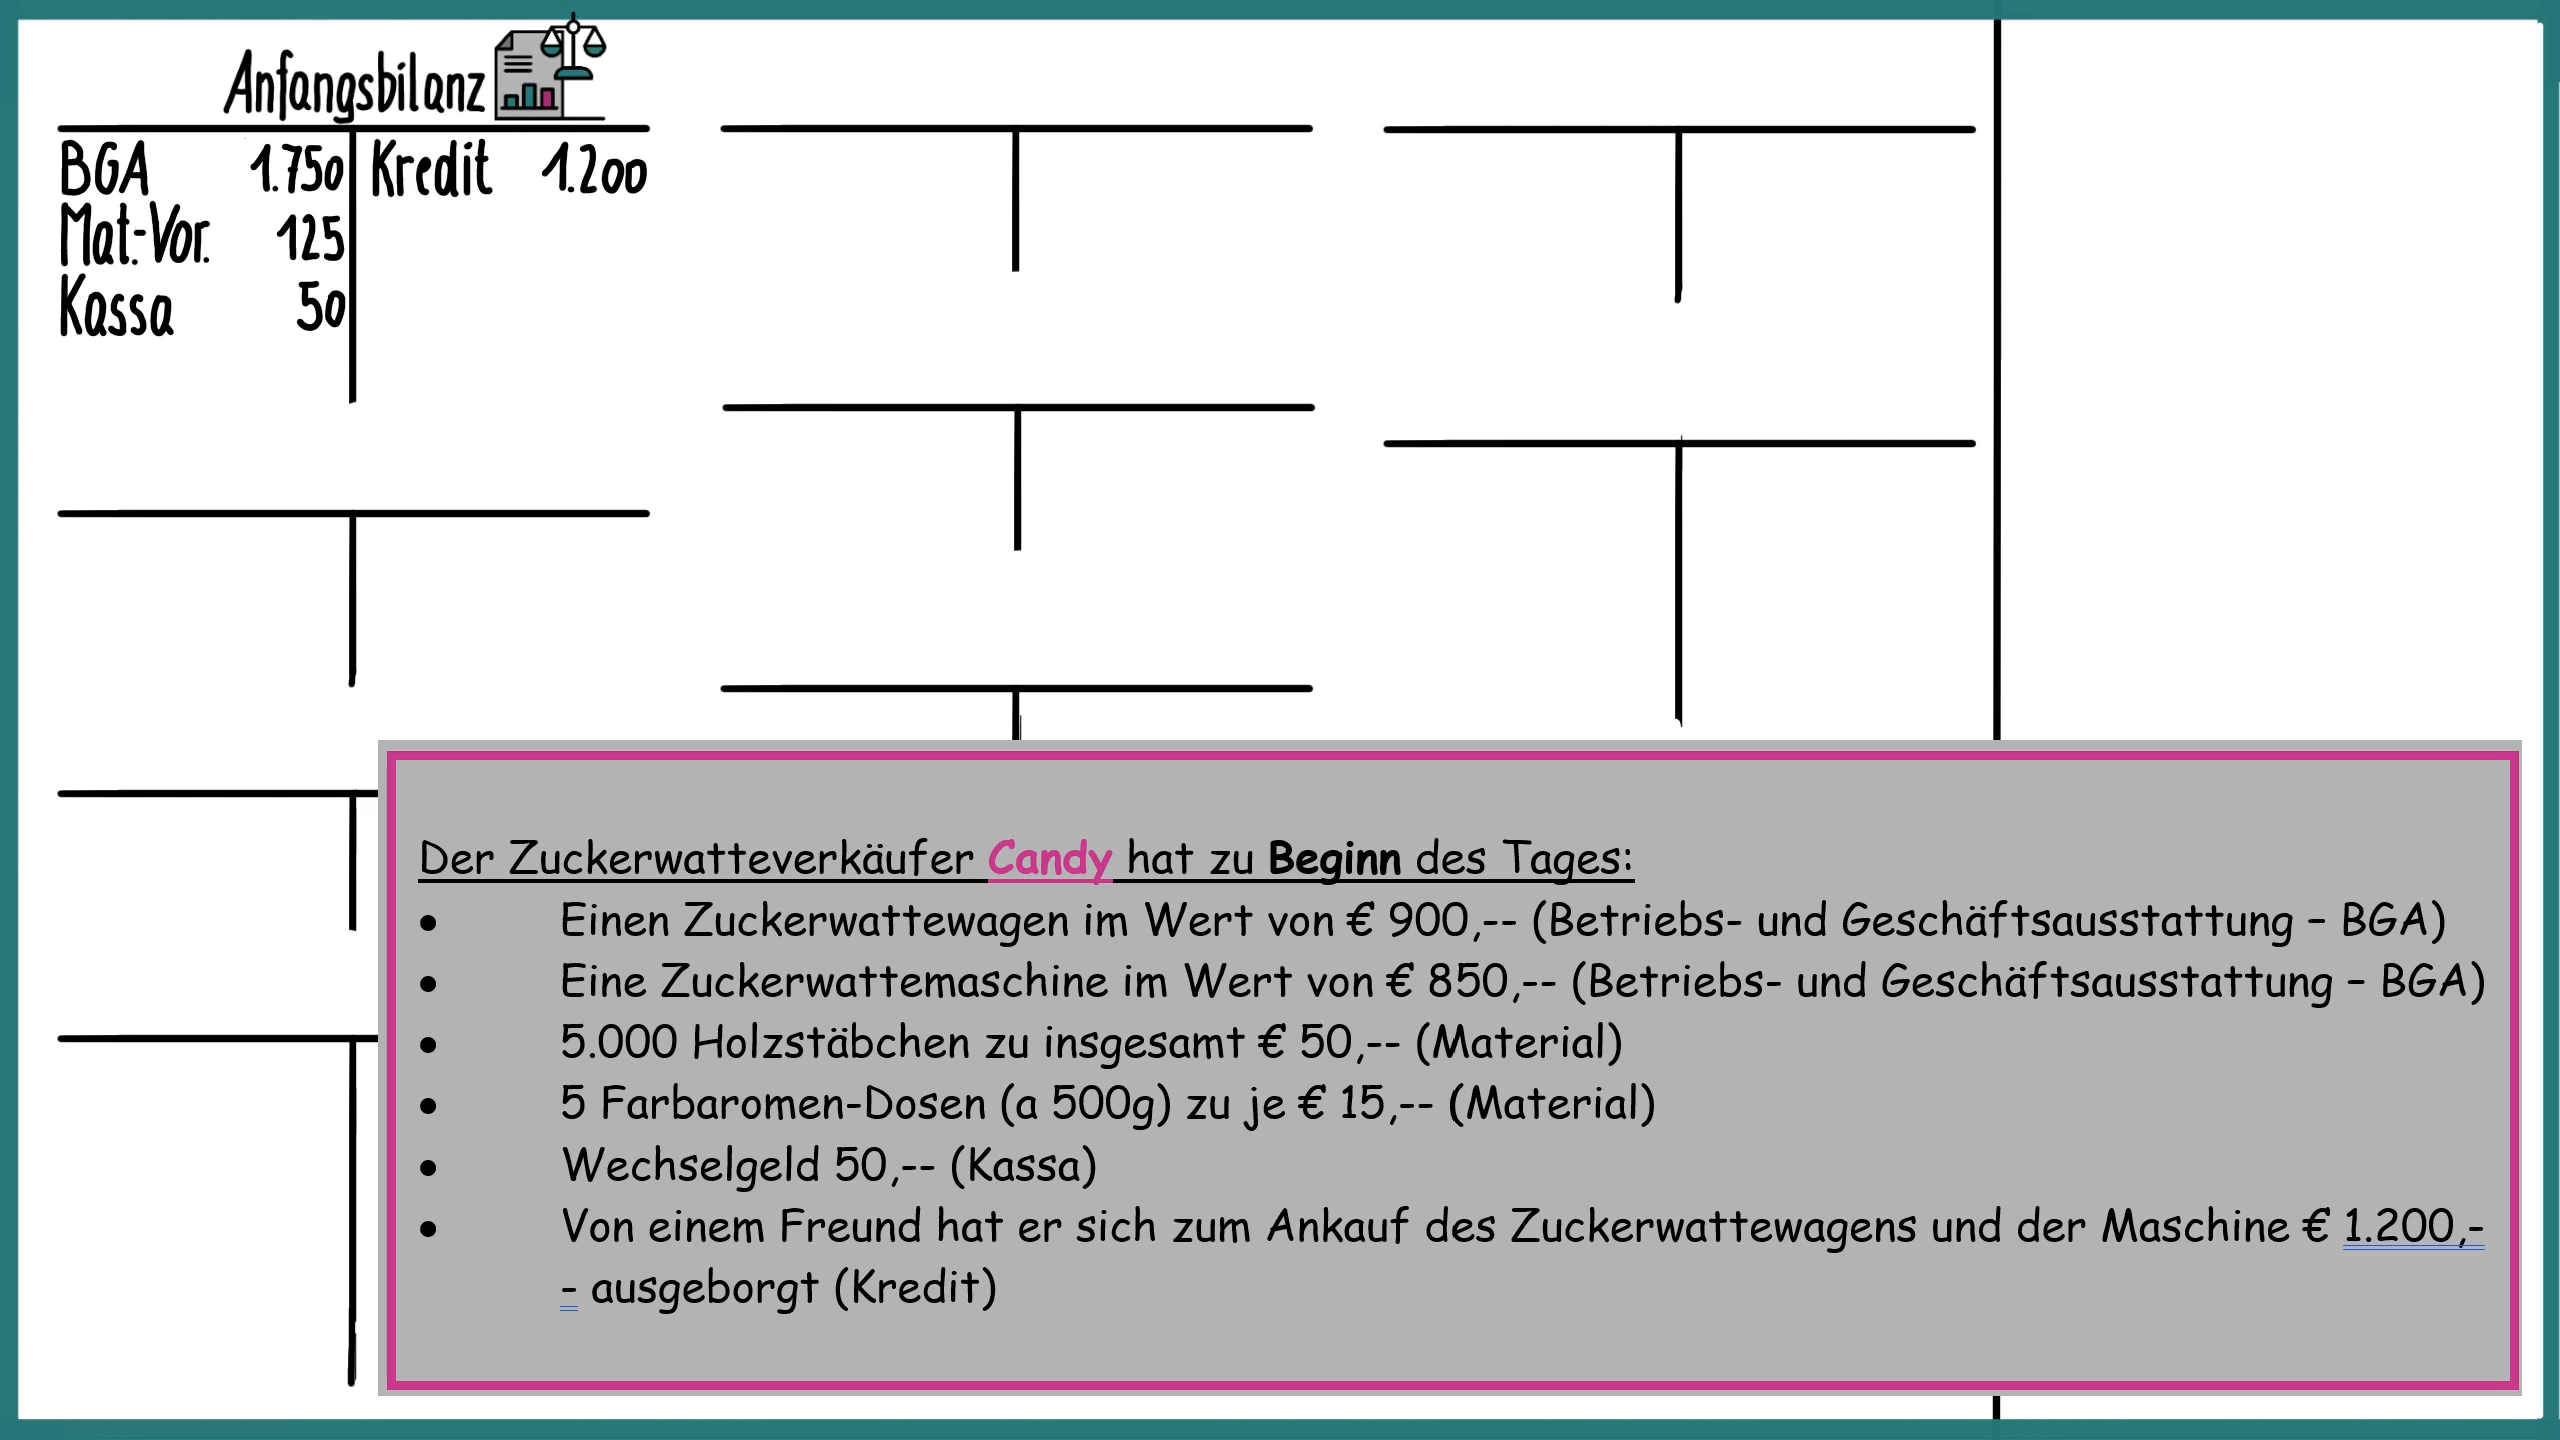 Anfangsbilanz
BGA 1.750 Kredit 1.200
Mat.-Vor. 125
Kassa 50
Der Zuckerwatteverkäufer Candy hat zu Beginn des Tages:
• Einen Zuckerwattewagen im Wert von € 900,-- (Betriebs- und Geschäftsausstattung – BGA)
• Eine Zuckerwattemaschine im Wert von € 850,-- (Betriebs- und Geschäftsausstattung – BGA)
• 5.000 Holzstäbchen zu insgesamt € 50,-- (Material)
• 5 Farbaromen-Dosen (a 500g) zu je € 15,-- (Material)
• Wechselgeld 50,-- (Kassa)
• Von einem Freund hat er sich zum Ankauf des Zuckerwattewagens und der Maschine € 1.200,-
- ausgeborgt (Kredit)